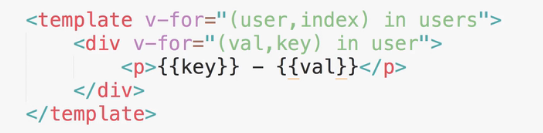 <template v-for="(user,index) in users">
    <div v-for="(val,key) in user">
        <p>{{key}} - {{val}}</p>
    </div>
</template>